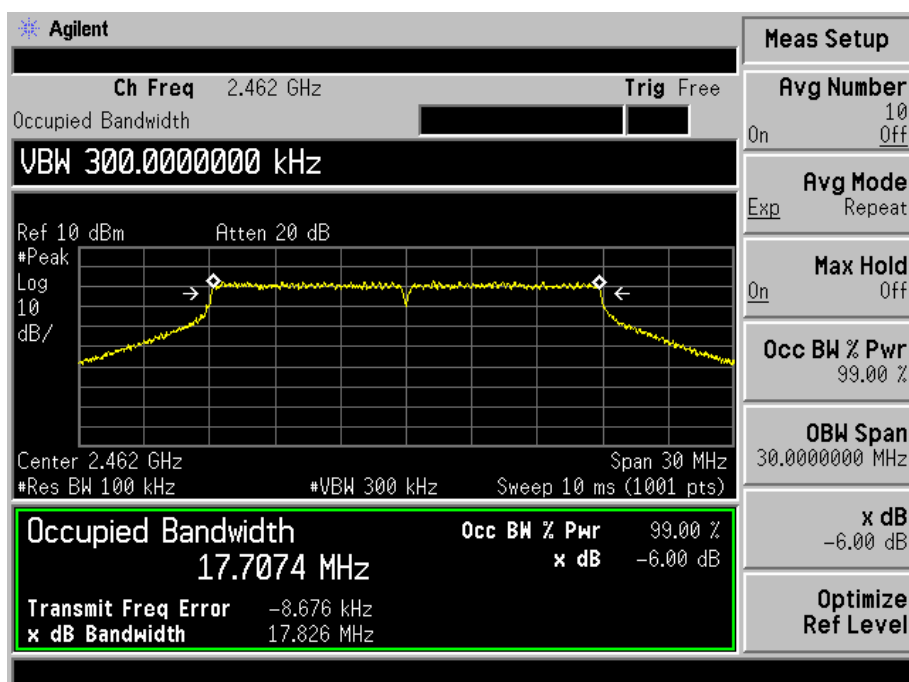 Agilent
Ch Freq 2.462 GHz Trig Free
Occupied Bandwidth
VBW 300.0000000 kHz
Ref 10 dBm Atten 20 dB
#Peak
Log
10
dB/
Center 2.462 GHz Span 30 MHz
#Res BW 100 kHz #VBW 300 kHz Sweep 10 ms (1001 pts)
Occupied Bandwidth Occ BW % Pwr 99.00 %
17.7074 MHz x dB -6.00 dB
Transmit Freq Error -8.676 kHz
x dB Bandwidth 17.826 MHz
Meas Setup
Avg Number
10
On Off
Avg Mode
Exp Repeat
Max Hold
On Off
Occ BW % Pwr
99.00 %
OBW Span
30.0000000 MHz
x dB
-6.00 dB
Optimize
Ref Level